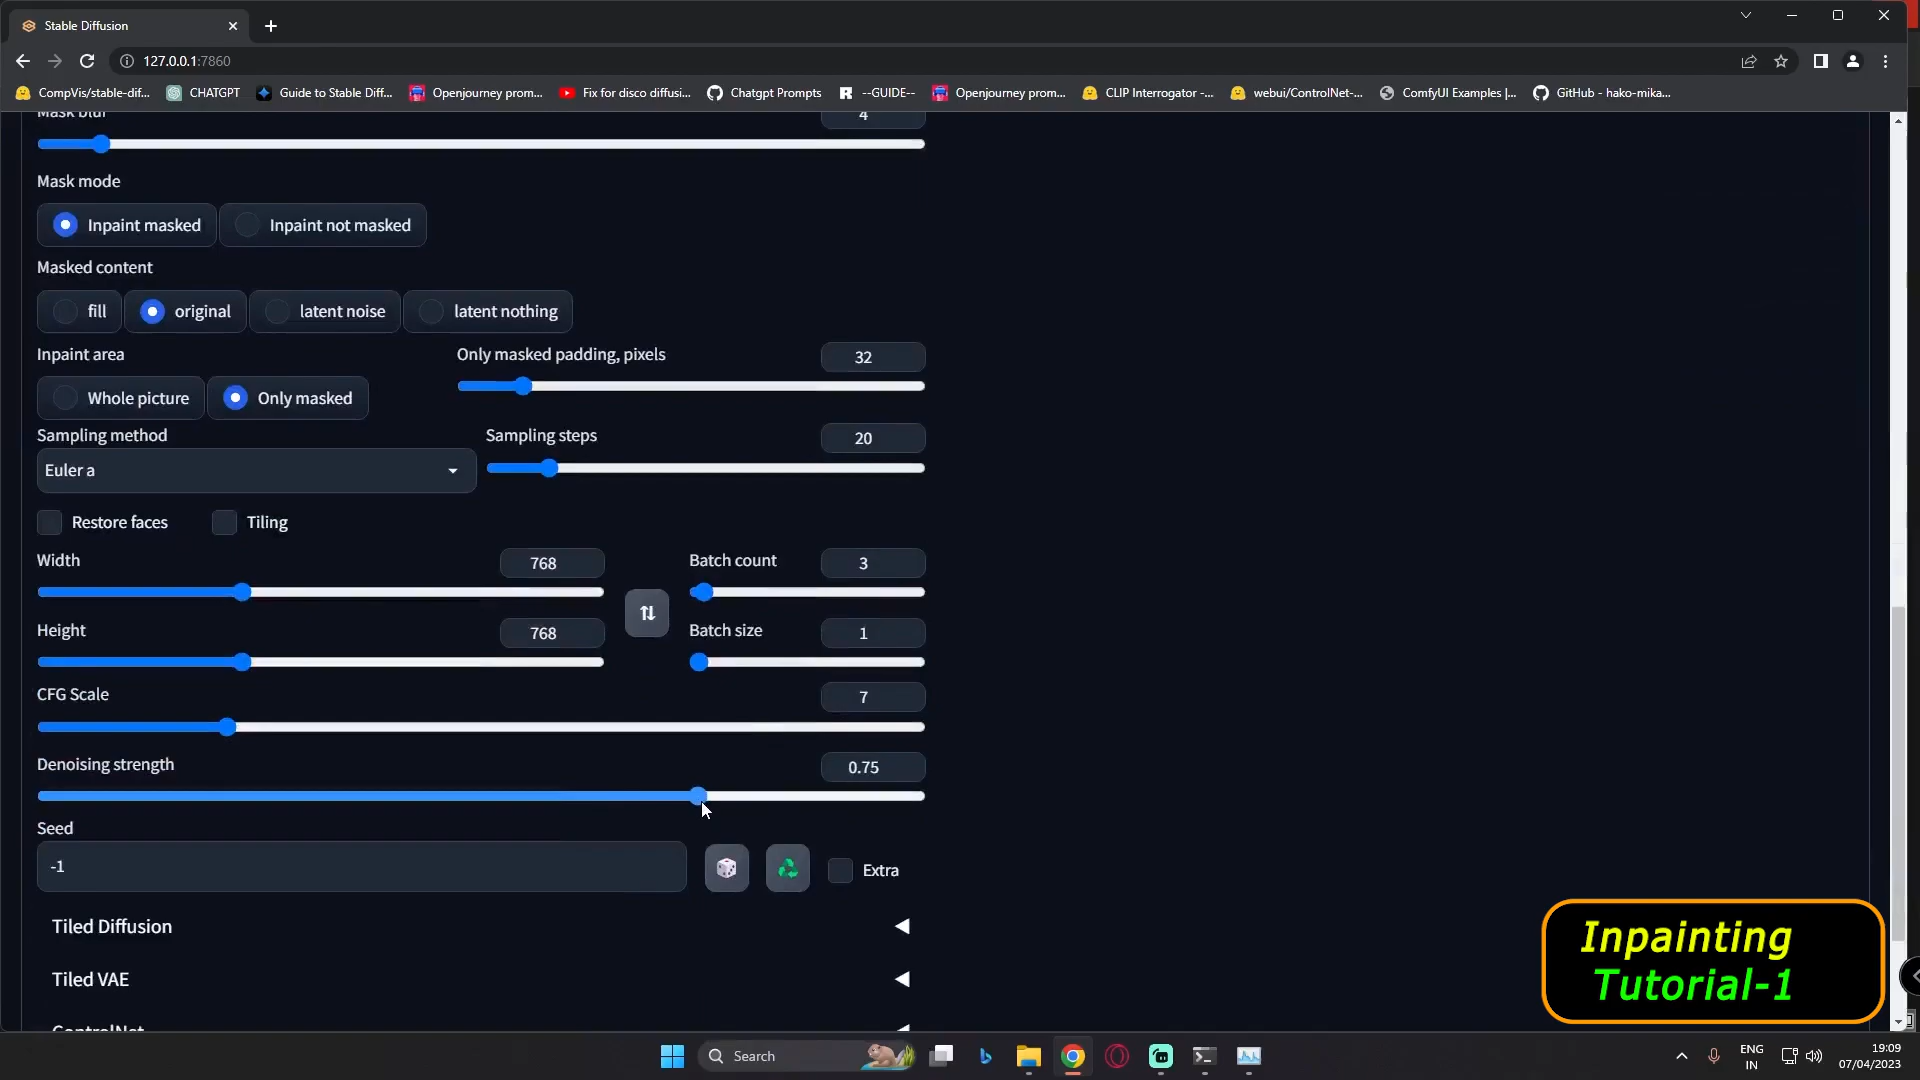 Stable Diffusion
127.0.0.1:7860
CompVis/stable-dif...
CHATGPT
Guide to Stable Diff...
Openjourney prom...
Fix for disco diffusi...
Chatgpt Prompts
--GUIDE--
Openjourney prom...
CLIP Interrogator -...
webui/ControlNet-...
ComfyUI Examples |...
GitHub - hako-mika...
Mask blur
4
Mask mode
Inpaint masked
Inpaint not masked
Masked content
fill
original
latent noise
latent nothing
Inpaint area
Only masked padding, pixels
32
Whole picture
Only masked
Sampling method
Sampling steps
20
Euler a
Restore faces
Tiling
Width
768
Batch count
3
Height
768
Batch size
1
CFG Scale
7
Denoising strength
0.75
Seed
-1
Extra
Tiled Diffusion
Tiled VAE
ControlNet
Inpainting
Tutorial-1
Search
ENG
IN
19:09
07/04/2023